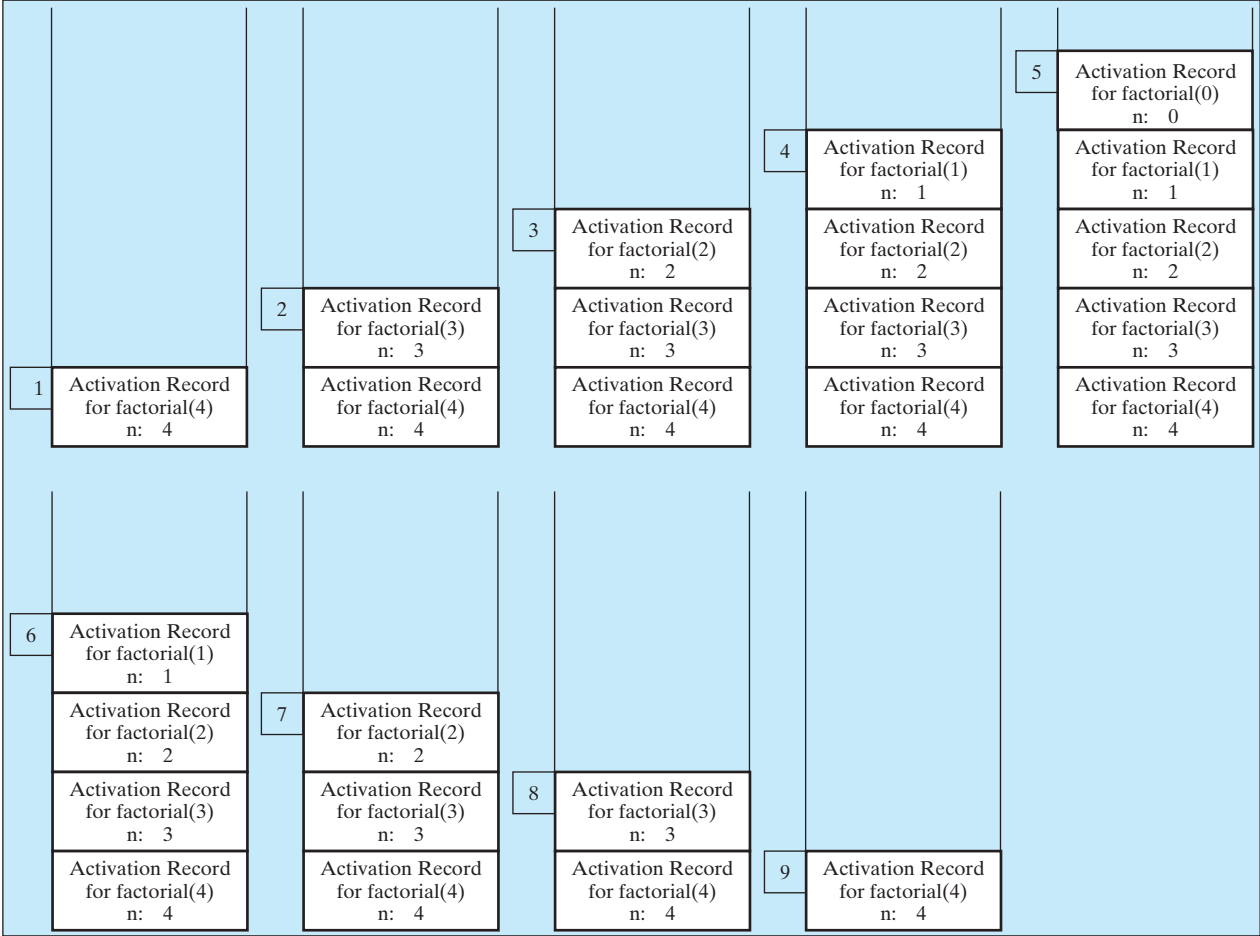 1
Activation Record
for factorial(4)
n: 4
2
Activation Record
for factorial(3)
n: 3
Activation Record
for factorial(4)
n: 4
3
Activation Record
for factorial(2)
n: 2
Activation Record
for factorial(3)
n: 3
Activation Record
for factorial(4)
n: 4
4
Activation Record
for factorial(1)
n: 1
Activation Record
for factorial(2)
n: 2
Activation Record
for factorial(3)
n: 3
Activation Record
for factorial(4)
n: 4
5
Activation Record
for factorial(0)
n: 0
Activation Record
for factorial(1)
n: 1
Activation Record
for factorial(2)
n: 2
Activation Record
for factorial(3)
n: 3
Activation Record
for factorial(4)
n: 4
6
Activation Record
for factorial(1)
n: 1
Activation Record
for factorial(2)
n: 2
Activation Record
for factorial(3)
n: 3
Activation Record
for factorial(4)
n: 4
7
Activation Record
for factorial(2)
n: 2
Activation Record
for factorial(3)
n: 3
Activation Record
for factorial(4)
n: 4
8
Activation Record
for factorial(3)
n: 3
Activation Record
for factorial(4)
n: 4
9
Activation Record
for factorial(4)
n: 4